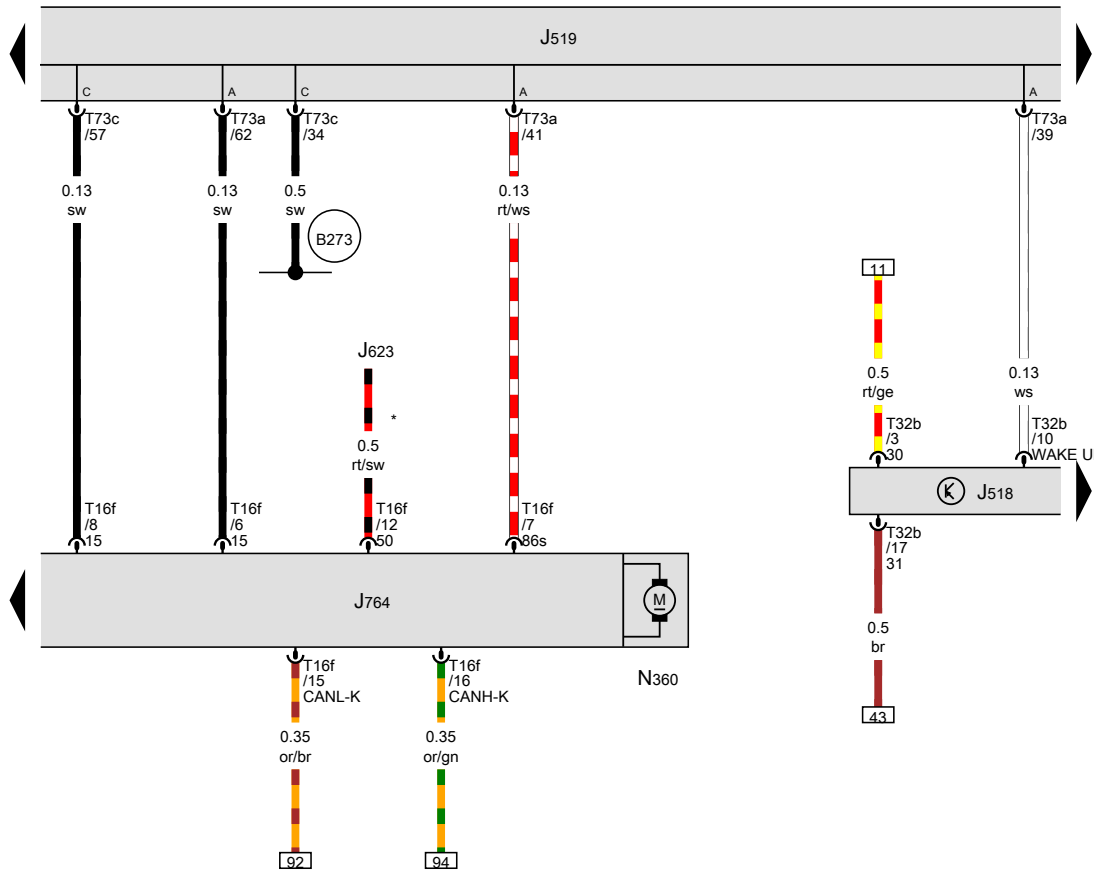 J519
C
A
C
A
A
T73c
/57
T73a
/62
T73c
/34
T73a
/41
T73a
/39
0.13
sw
0.13
sw
0.5
sw
0.13
rt/ws
B273
11
J623
*
0.5
rt/sw
0.5
rt/ge
0.13
ws
T32b
/3
30
T32b
/10
WAKE U
J518
T16f
/8
15
T16f
/6
15
T16f
/12
50
T16f
/7
86s
T32b
/17
31
J764
M
N360
0.5
br
43
T16f
/15
CANL-K
T16f
/16
CANH-K
0.35
or/br
0.35
or/gn
92
94